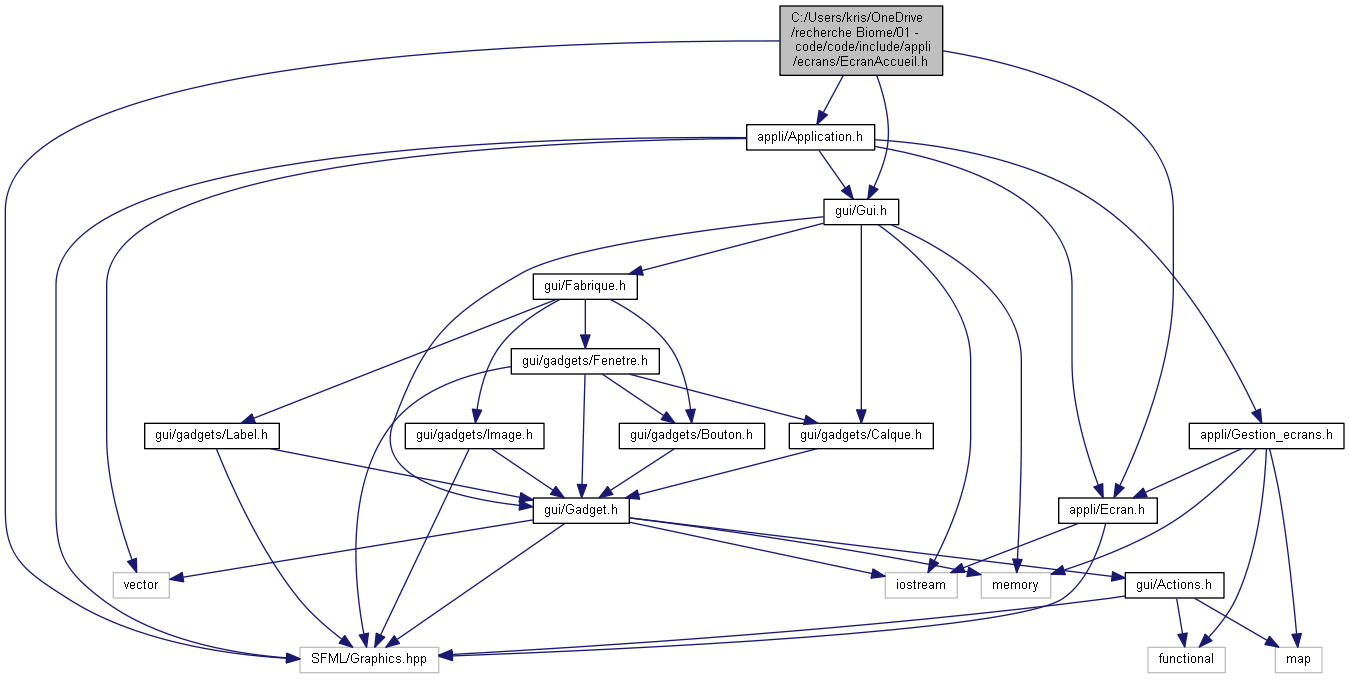 C:/Users/kris/OneDrive
/recherche Biome/01 -
code/code/include/appli
/ecrans/EcranAccueil.h
appli/Application.h
gui/Gui.h
gui/Fabrique.h
gui/gadgets/Fenetre.h
gui/gadgets/Label.h
gui/gadgets/Image.h
gui/gadgets/Bouton.h
gui/gadgets/Calque.h
appli/Gestion_ecrans.h
gui/Gadget.h
appli/Ecran.h
vector
iostream
memory
gui/Actions.h
SFML/Graphics.hpp
functional
map